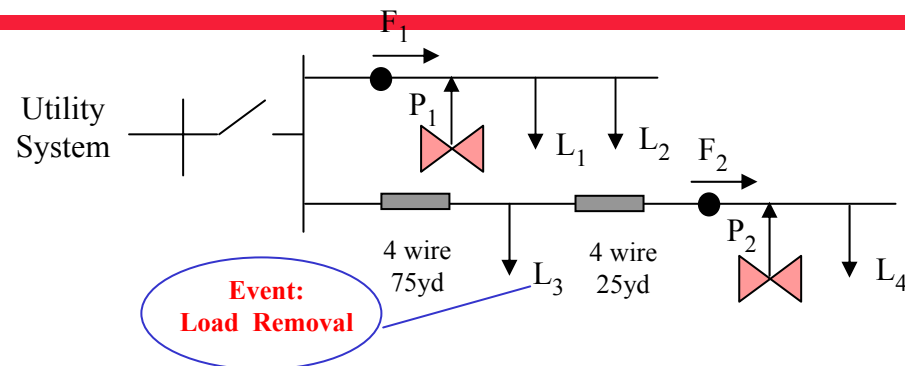 F₁
Utility
System
P₁
L₁
L₂
F₂
4 wire
75yd
L₃
4 wire
25yd
P₂
L₄
Event:
Load Removal